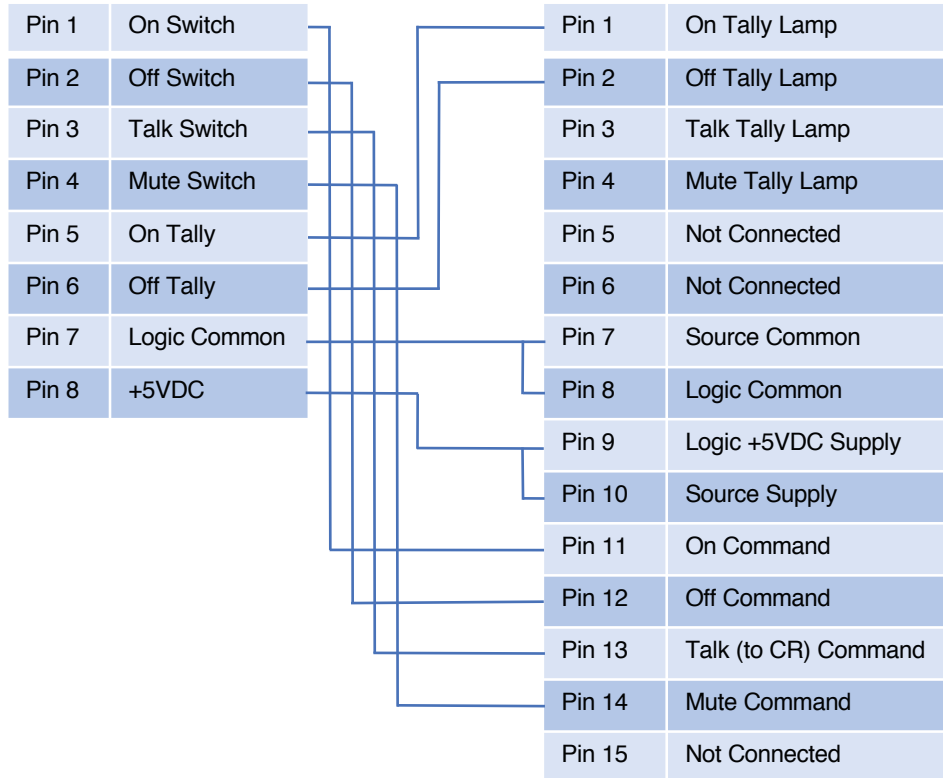 Pin 1 On Switch
Pin 2 Off Switch
Pin 3 Talk Switch
Pin 4 Mute Switch
Pin 5 On Tally
Pin 6 Off Tally
Pin 7 Logic Common
Pin 8 +5VDC
Pin 1 On Tally Lamp
Pin 2 Off Tally Lamp
Pin 3 Talk Tally Lamp
Pin 4 Mute Tally Lamp
Pin 5 Not Connected
Pin 6 Not Connected
Pin 7 Source Common
Pin 8 Logic Common
Pin 9 Logic +5VDC Supply
Pin 10 Source Supply
Pin 11 On Command
Pin 12 Off Command
Pin 13 Talk (to CR) Command
Pin 14 Mute Command
Pin 15 Not Connected